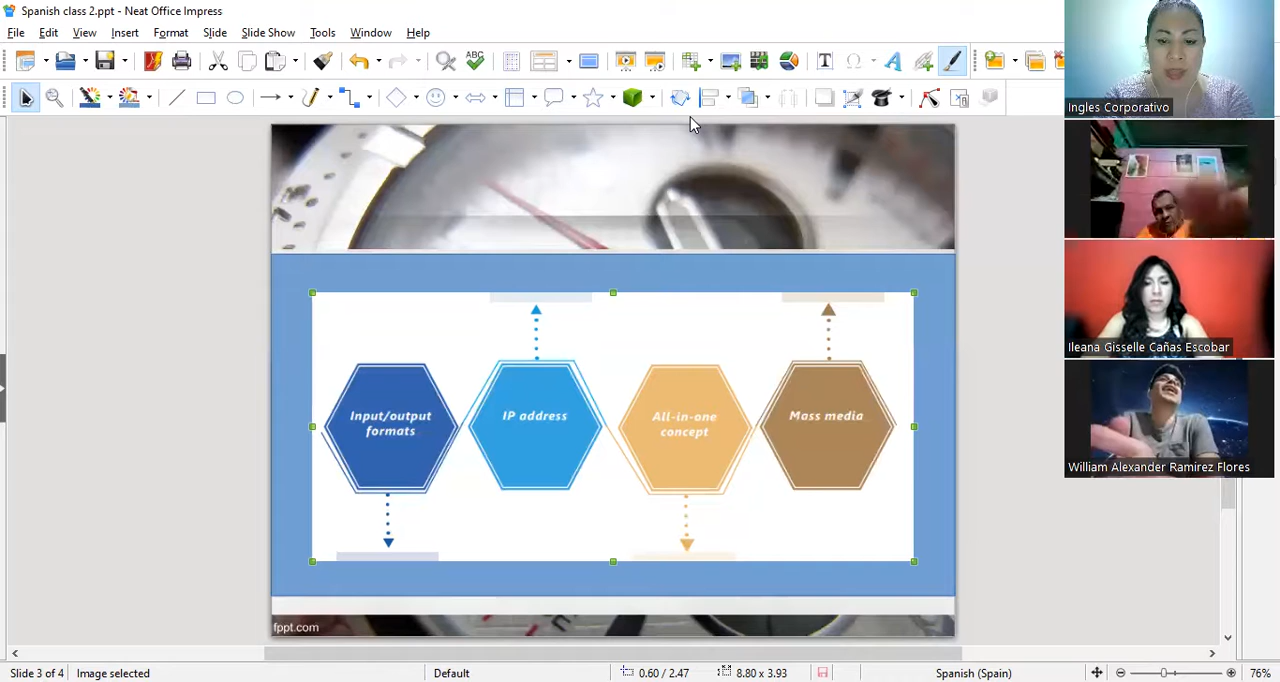 Spanish class 2.ppt - Neat Office Impress
File Edit View Insert Format Slide Slide Show Tools Window Help
ABC
T
Ω
A
Input/output
formats
IP address
All-in-one
concept
Mass media
fppt.com
Ingles Corporativo
Ileana Gisselle Cañas Escobar
William Alexander Ramirez Flores
Slide 3 of 4
Image selected
Default
0.60 / 2.47
8.80 x 3.93
Spanish (Spain)
76%